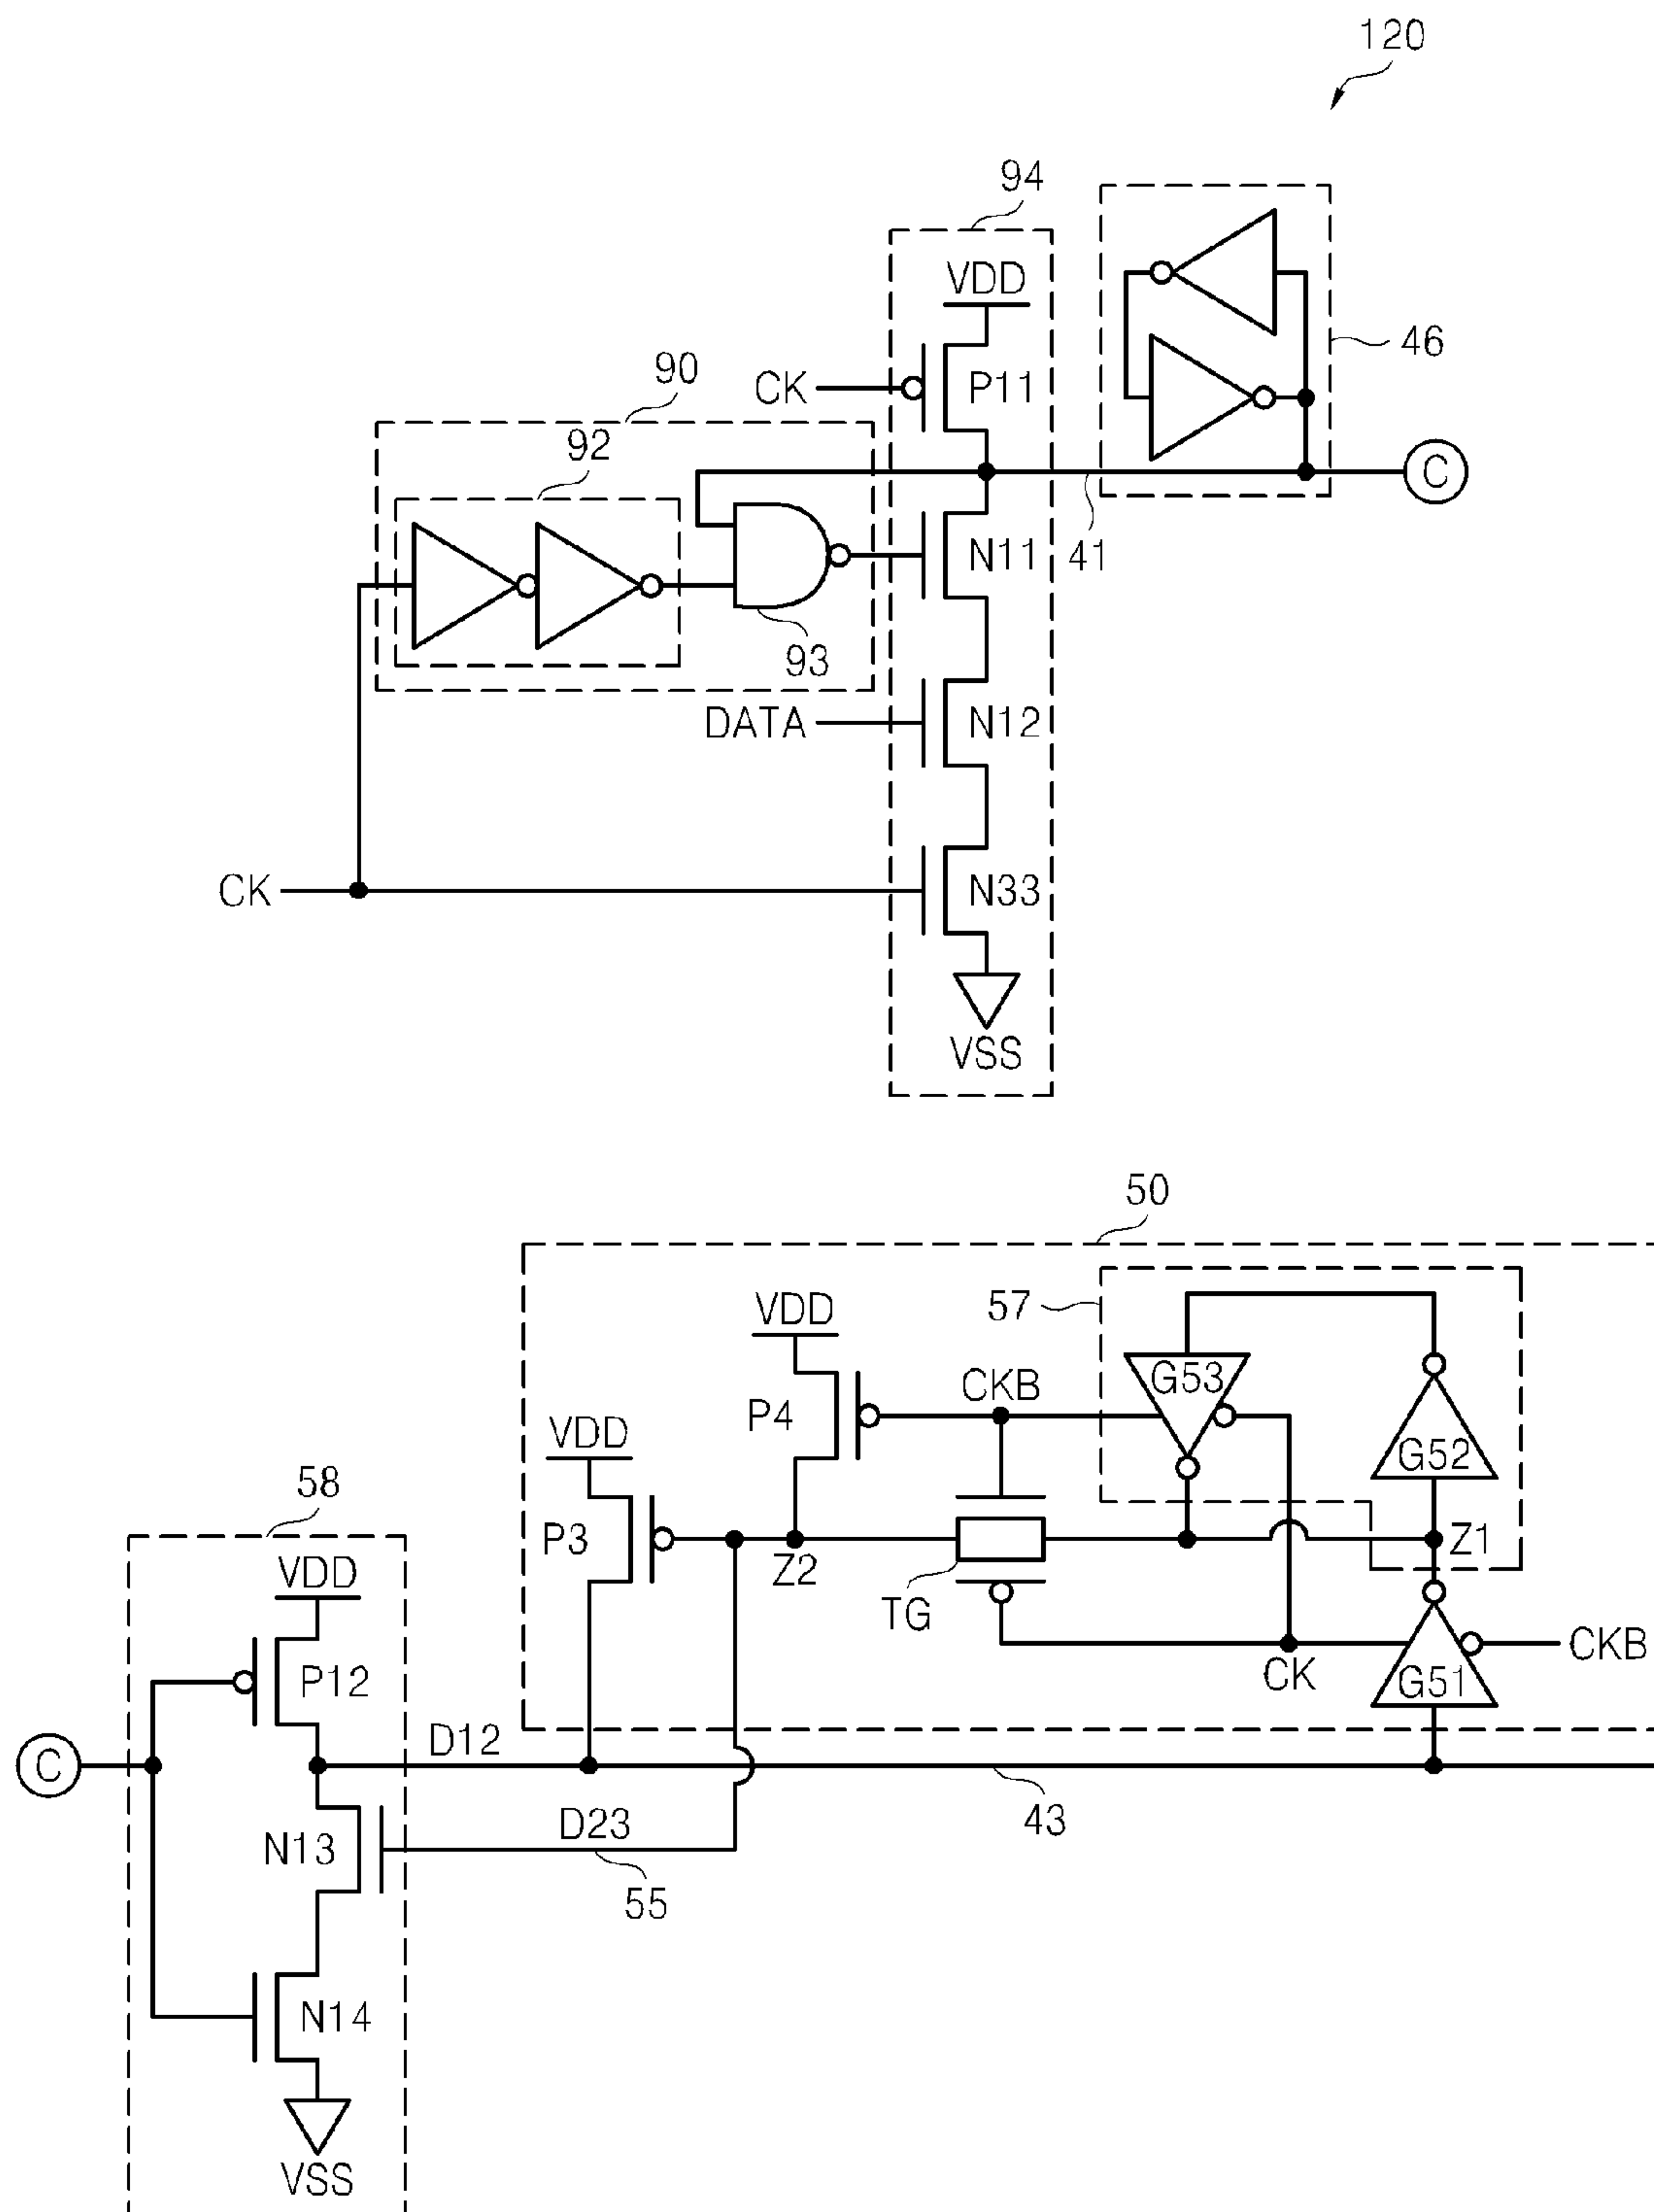 120
94
VDD
46
CK
P11
90
92
C
N11
41
93
DATA
N12
CK
N33
VSS
50
VDD
57
CKB
G53
P4
VDD
G52
58
P3
Z2
Z1
VDD
TG
CKB
CK
G51
P12
D12
C
43
D23
N13
55
N14
VSS